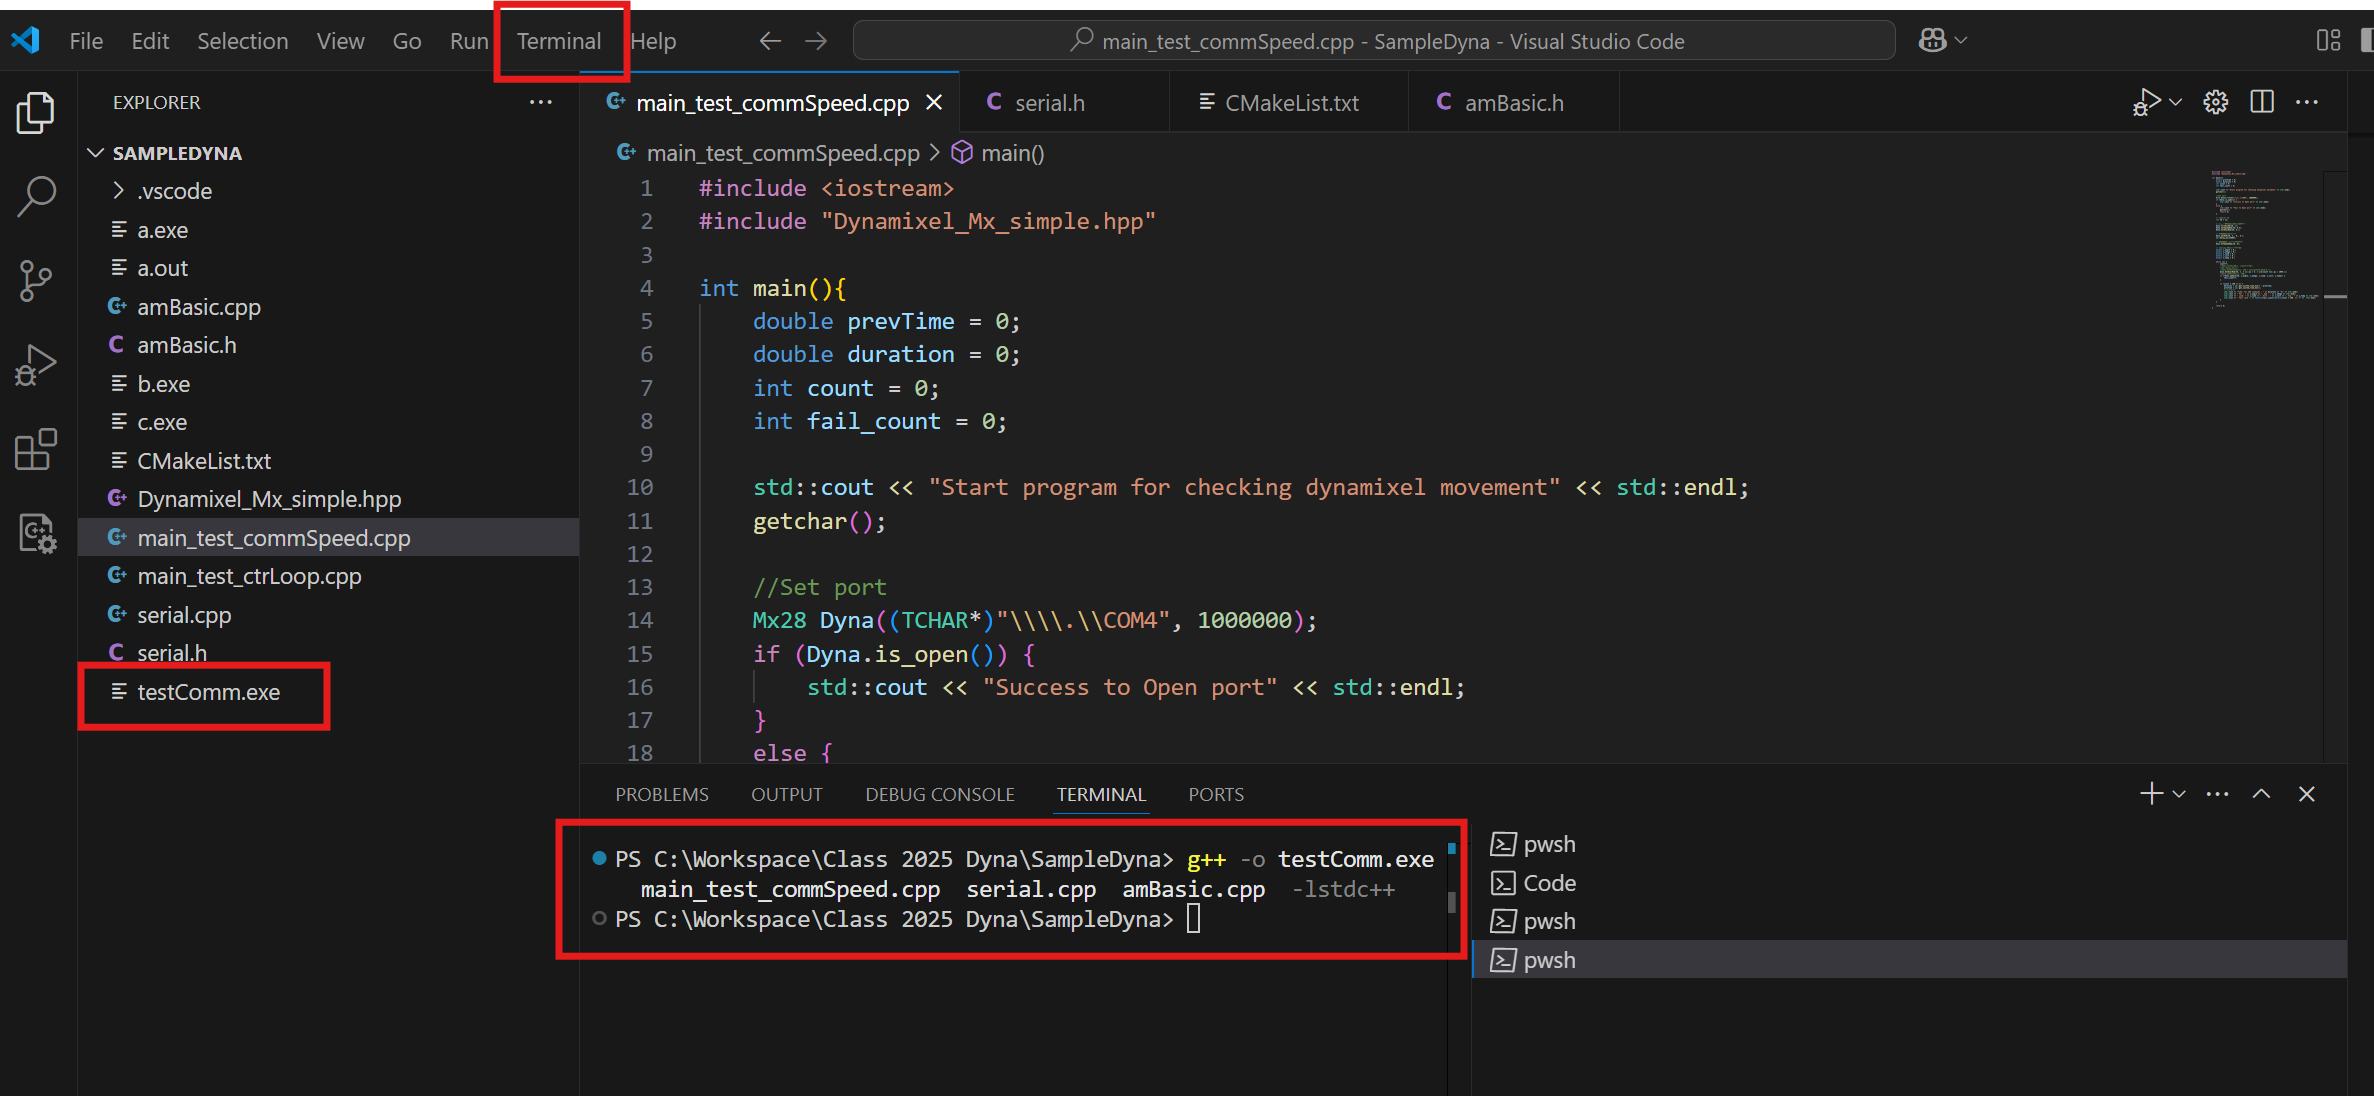 File Edit Selection View Go Run Terminal Help
main_test_commSpeed.cpp - SampleDyna - Visual Studio Code
EXPLORER
SAMPLEDYNA
.vscode
a.exe
a.out
amBasic.cpp
amBasic.h
b.exe
c.exe
CMakeList.txt
Dynamixel_Mx_simple.hpp
main_test_commSpeed.cpp
main_test_ctrLoop.cpp
serial.cpp
serial.h
testComm.exe
main_test_commSpeed.cpp serial.h CMakeList.txt amBasic.h
main_test_commSpeed.cpp > main()
1 #include <iostream>
2 #include "Dynamixel_Mx_simple.hpp"
3
4 int main(){
5 double prevTime = 0;
6 double duration = 0;
7 int count = 0;
8 int fail_count = 0;
9
10 std::cout << "Start program for checking dynamixel movement" << std::endl;
11 getchar();
12
13 //Set port
14 Mx28 Dyna((TCHAR*)"\\\\.\\COM4", 1000000);
15 if (Dyna.is_open()) {
16 std::cout << "Success to Open port" << std::endl;
17 }
18 else {
PROBLEMS OUTPUT DEBUG CONSOLE TERMINAL PORTS
PS C:\Workspace\Class 2025 Dyna\SampleDyna> g++ -o testComm.exe
main_test_commSpeed.cpp serial.cpp amBasic.cpp -lstdc++
PS C:\Workspace\Class 2025 Dyna\SampleDyna>
pwsh
Code
pwsh
pwsh